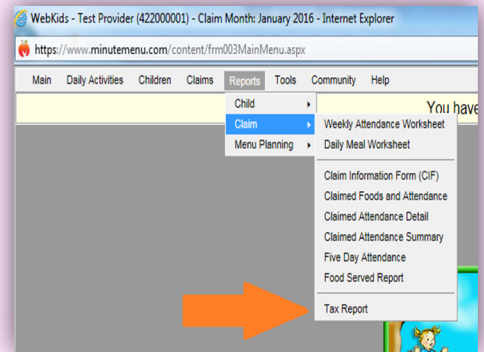 WebKids - Test Provider (422000001) - Claim Month: January 2016 - Internet Explorer
https://www.minutemenu.com/content/frm003MainMenu.aspx
Main Daily Activities Children Claims Reports Tools Community Help
You have
Child
Claim
Menu Planning
Weekly Attendance Worksheet
Daily Meal Worksheet
Claim Information Form (CIF)
Claimed Foods and Attendance
Claimed Attendance Detail
Claimed Attendance Summary
Five Day Attendance
Food Served Report
Tax Report